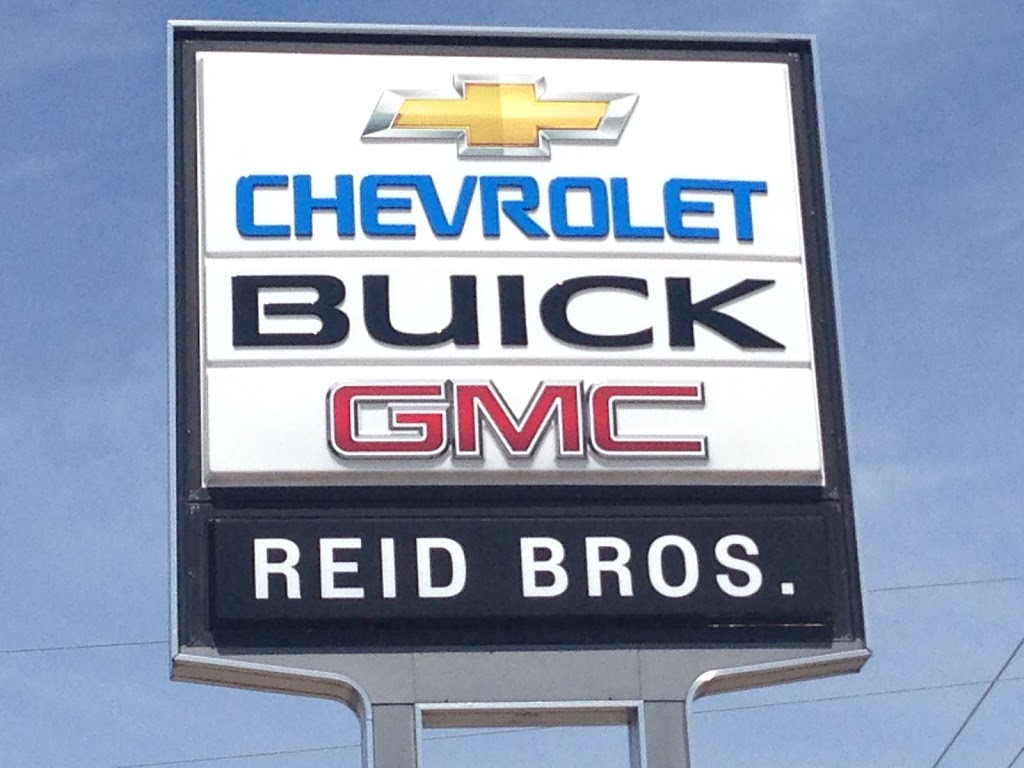 CHEVROLET
BUICK
GMC
REID BROS.